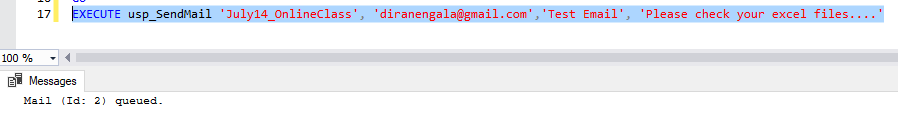 17 EXECUTE usp_SendMail 'July14_OnlineClass', 'diranengala@gmail.com','Test Email', 'Please check your excel files....'
100 %
Messages
Mail (Id: 2) queued.